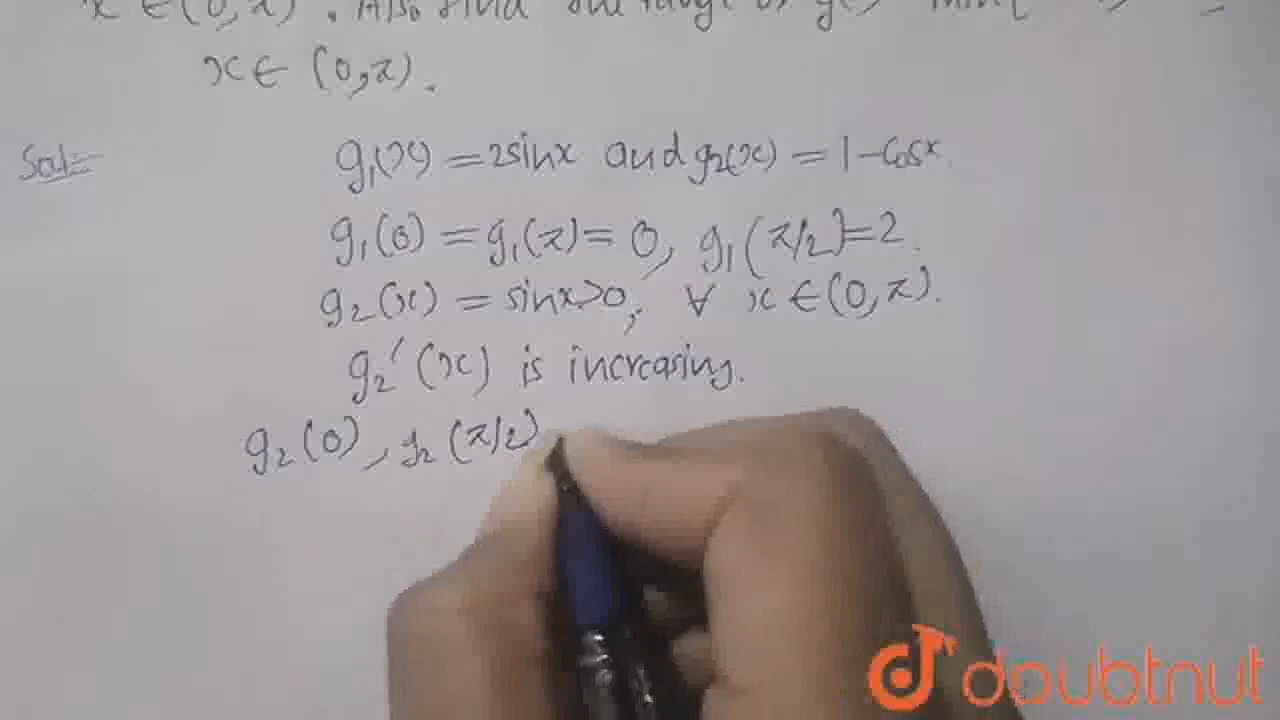 x ∈ (0, π). Also find the range of g(x) min{
x ∈ (0, π).
Sol:=
g₁(x) = 2sinx and g₂(x) = 1 - Cosx.
g₁(0) = g₁(π) = 0, g₁(π/2) = 2.
g₂(x) = sinx>0, ∀ x ∈ (0, π).
g₂′(x) is increasing.
g₂(0), g₂(π/2)
doubtnut